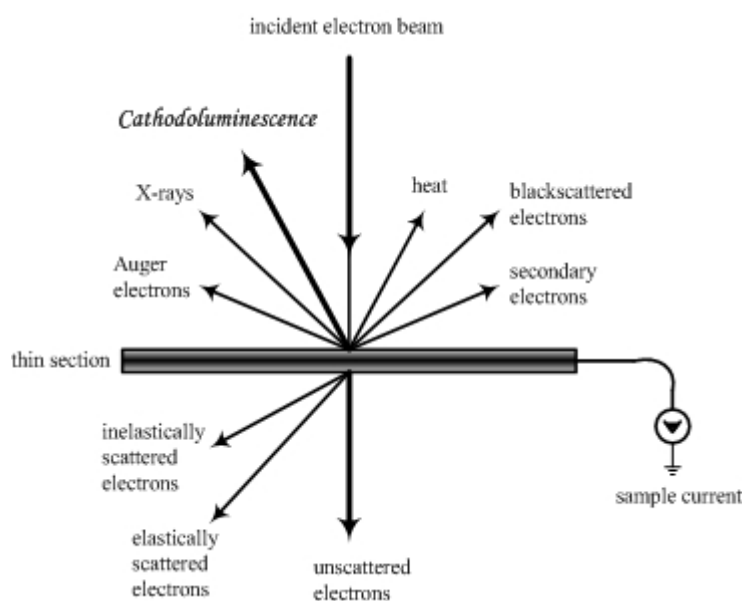 incident electron beam
Cathodoluminescence
X-rays
heat
blackscattered
electrons
Auger
electrons
secondary
electrons
thin section
inelastically
scattered
electrons
sample current
elastically
scattered
electrons
unscattered
electrons